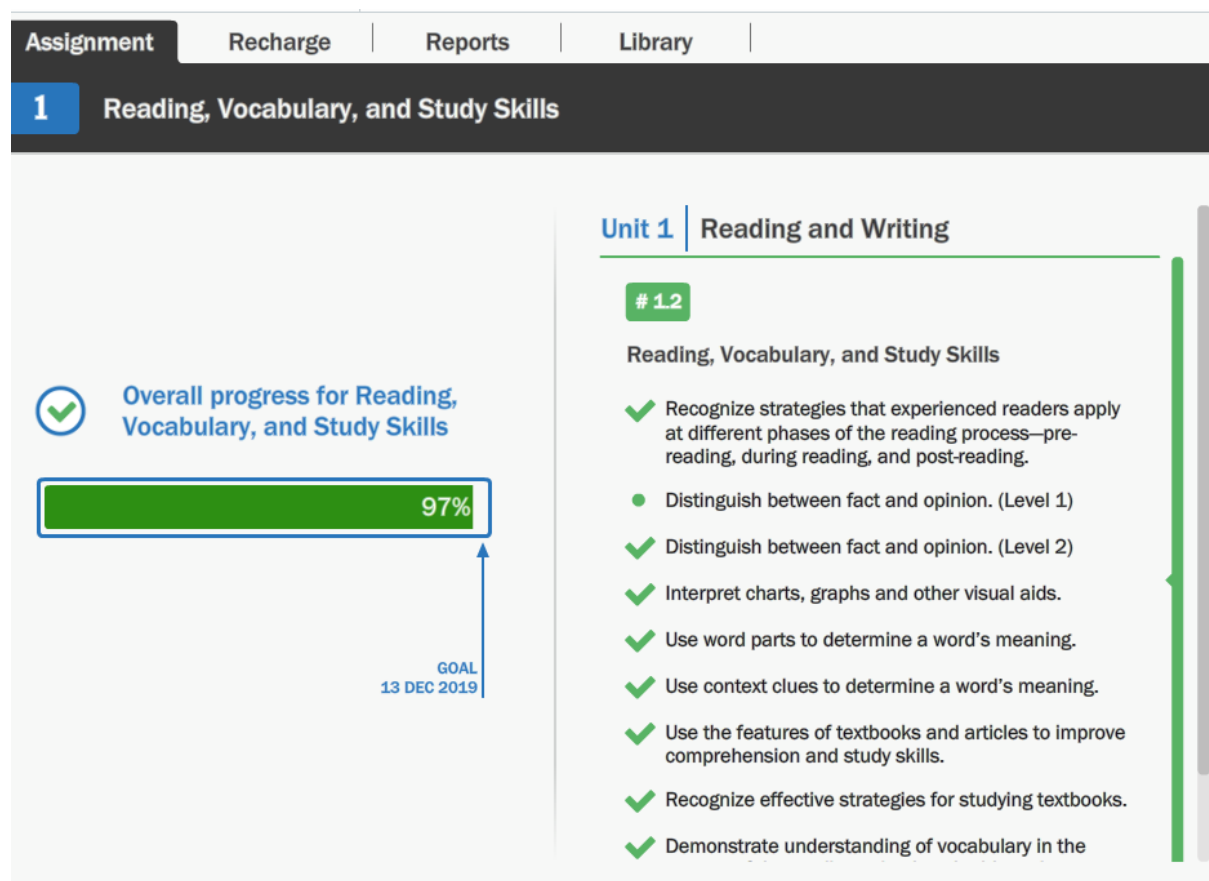 Assignment
Recharge
Reports
Library
1
Reading, Vocabulary, and Study Skills
Overall progress for Reading,
Vocabulary, and Study Skills
97%
GOAL
13 DEC 2019
Unit 1
Reading and Writing
# 1.2
Reading, Vocabulary, and Study Skills
Recognize strategies that experienced readers apply
at different phases of the reading process—pre-
reading, during reading, and post-reading.
Distinguish between fact and opinion. (Level 1)
Distinguish between fact and opinion. (Level 2)
Interpret charts, graphs and other visual aids.
Use word parts to determine a word's meaning.
Use context clues to determine a word's meaning.
Use the features of textbooks and articles to improve
comprehension and study skills.
Recognize effective strategies for studying textbooks.
Demonstrate understanding of vocabulary in the